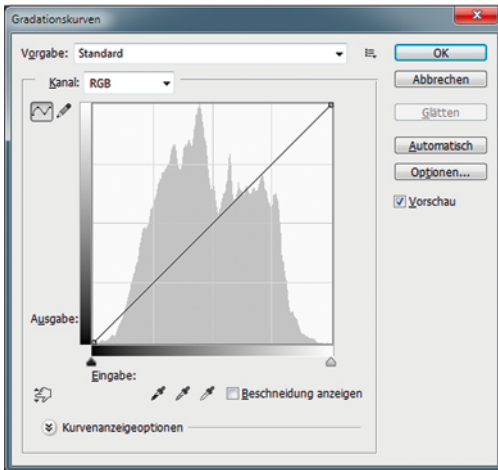 Gradationskurven
Vorgabe: Standard
OK
Kanal: RGB
Abbrechen
Glätten
Automatisch
Optionen...
Vorschau
Ausgabe:
Eingabe:
Beschneidung anzeigen
Kurvenanzeigeoptionen